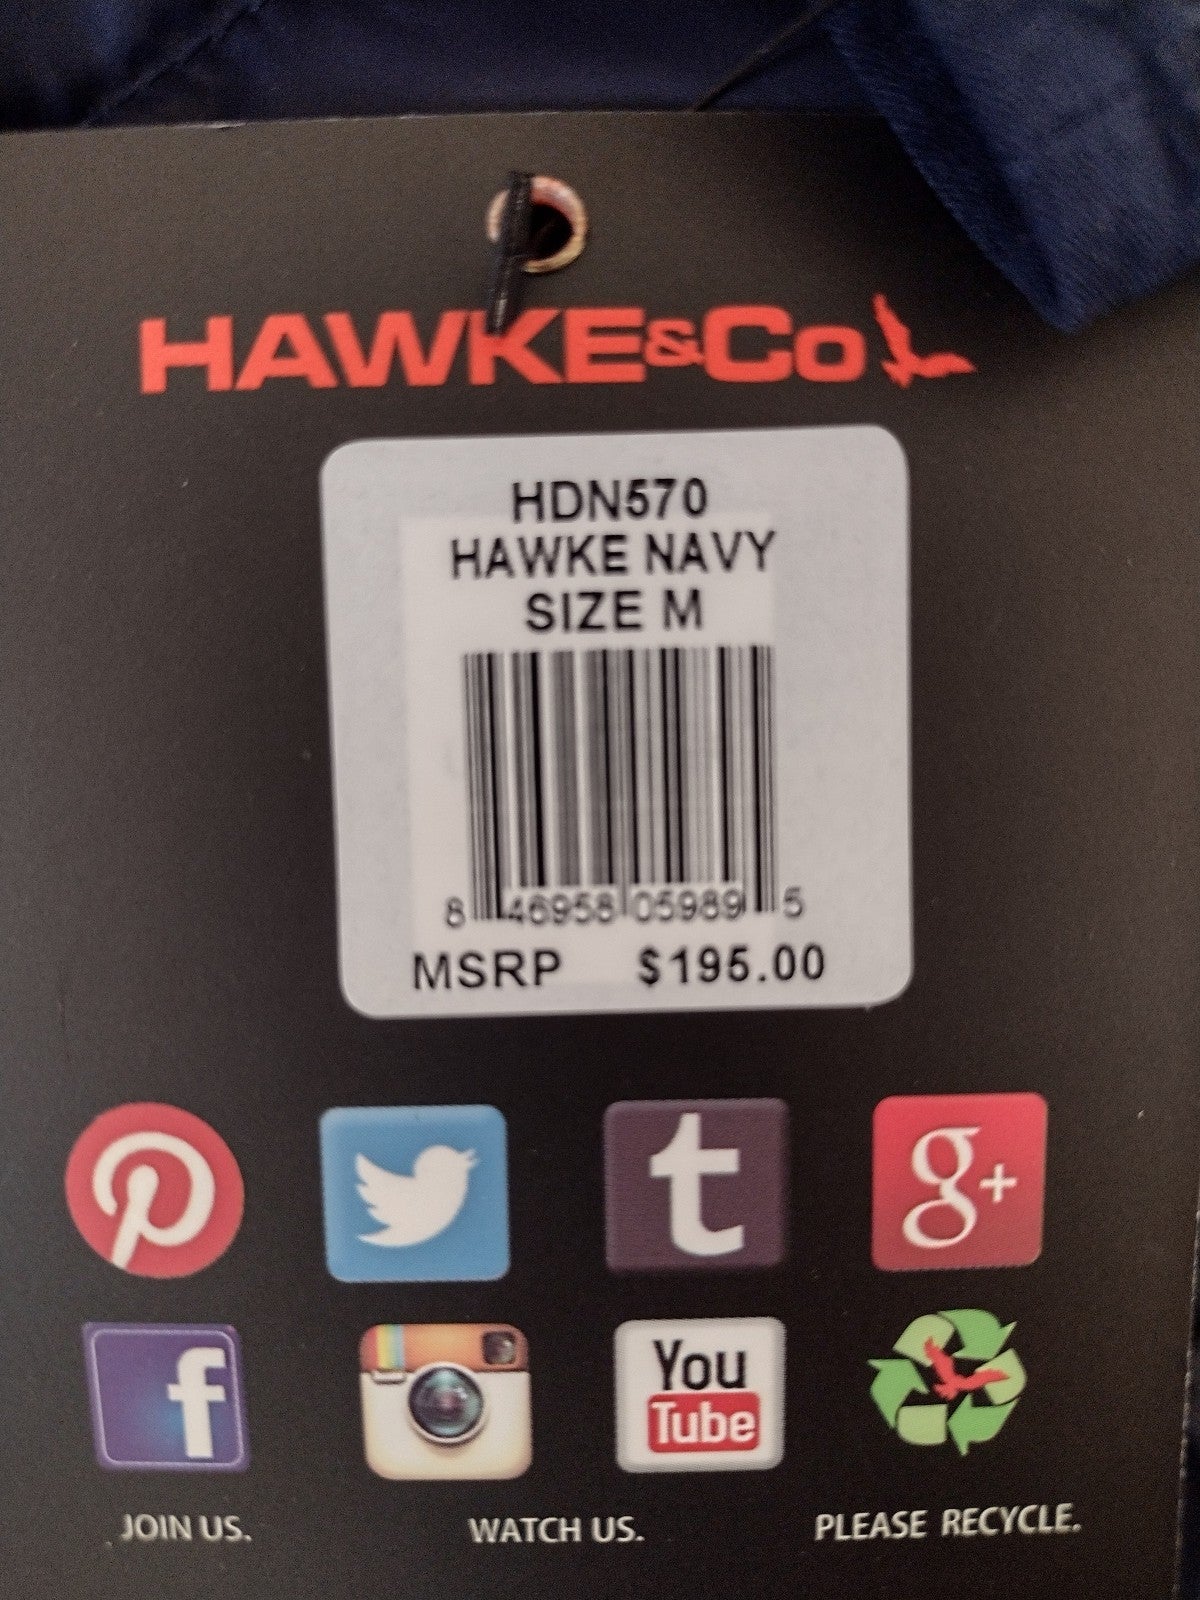 HAWKE&Co
HDN570
HAWKE NAVY
SIZE M
8 46958 05989 5
MSRP $195.00
t g+
f You Tube
JOIN US. WATCH US. PLEASE RECYCLE.